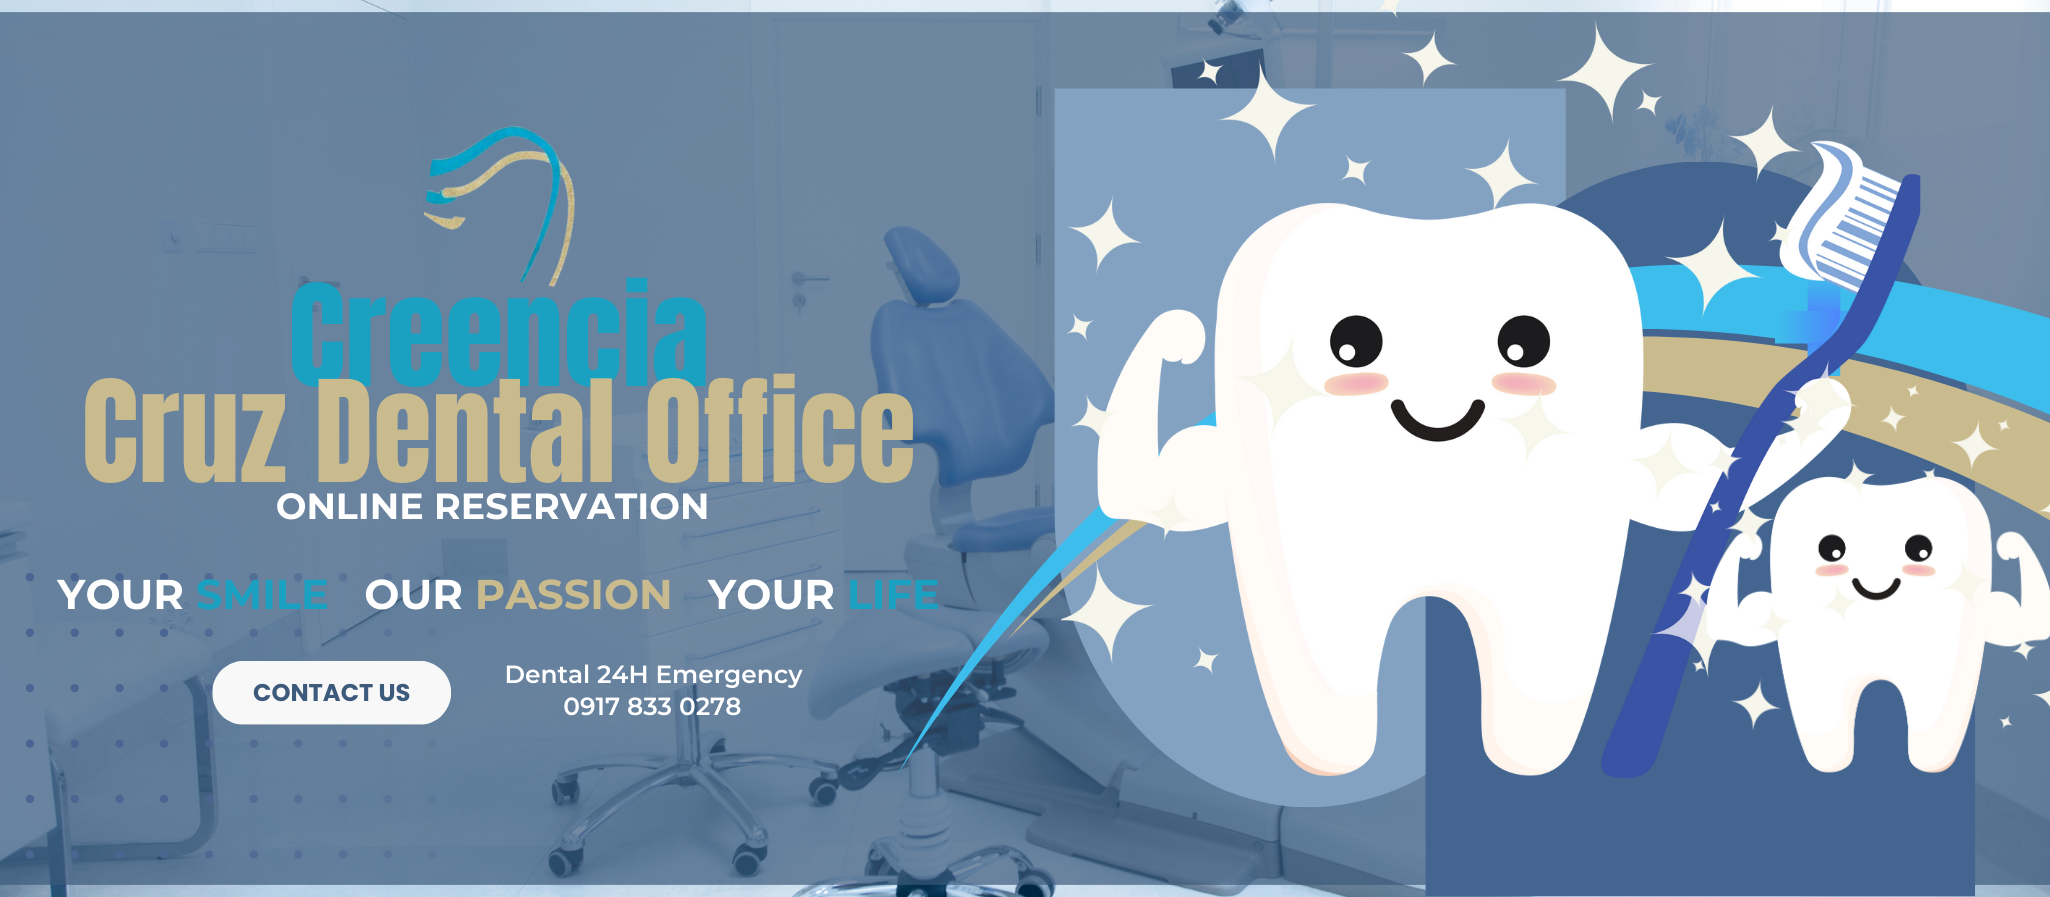 Creencia
Cruz Dental Office
ONLINE RESERVATION
YOUR SMILE OUR PASSION YOUR LIFE
CONTACT US
Dental 24H Emergency
0917 833 0278